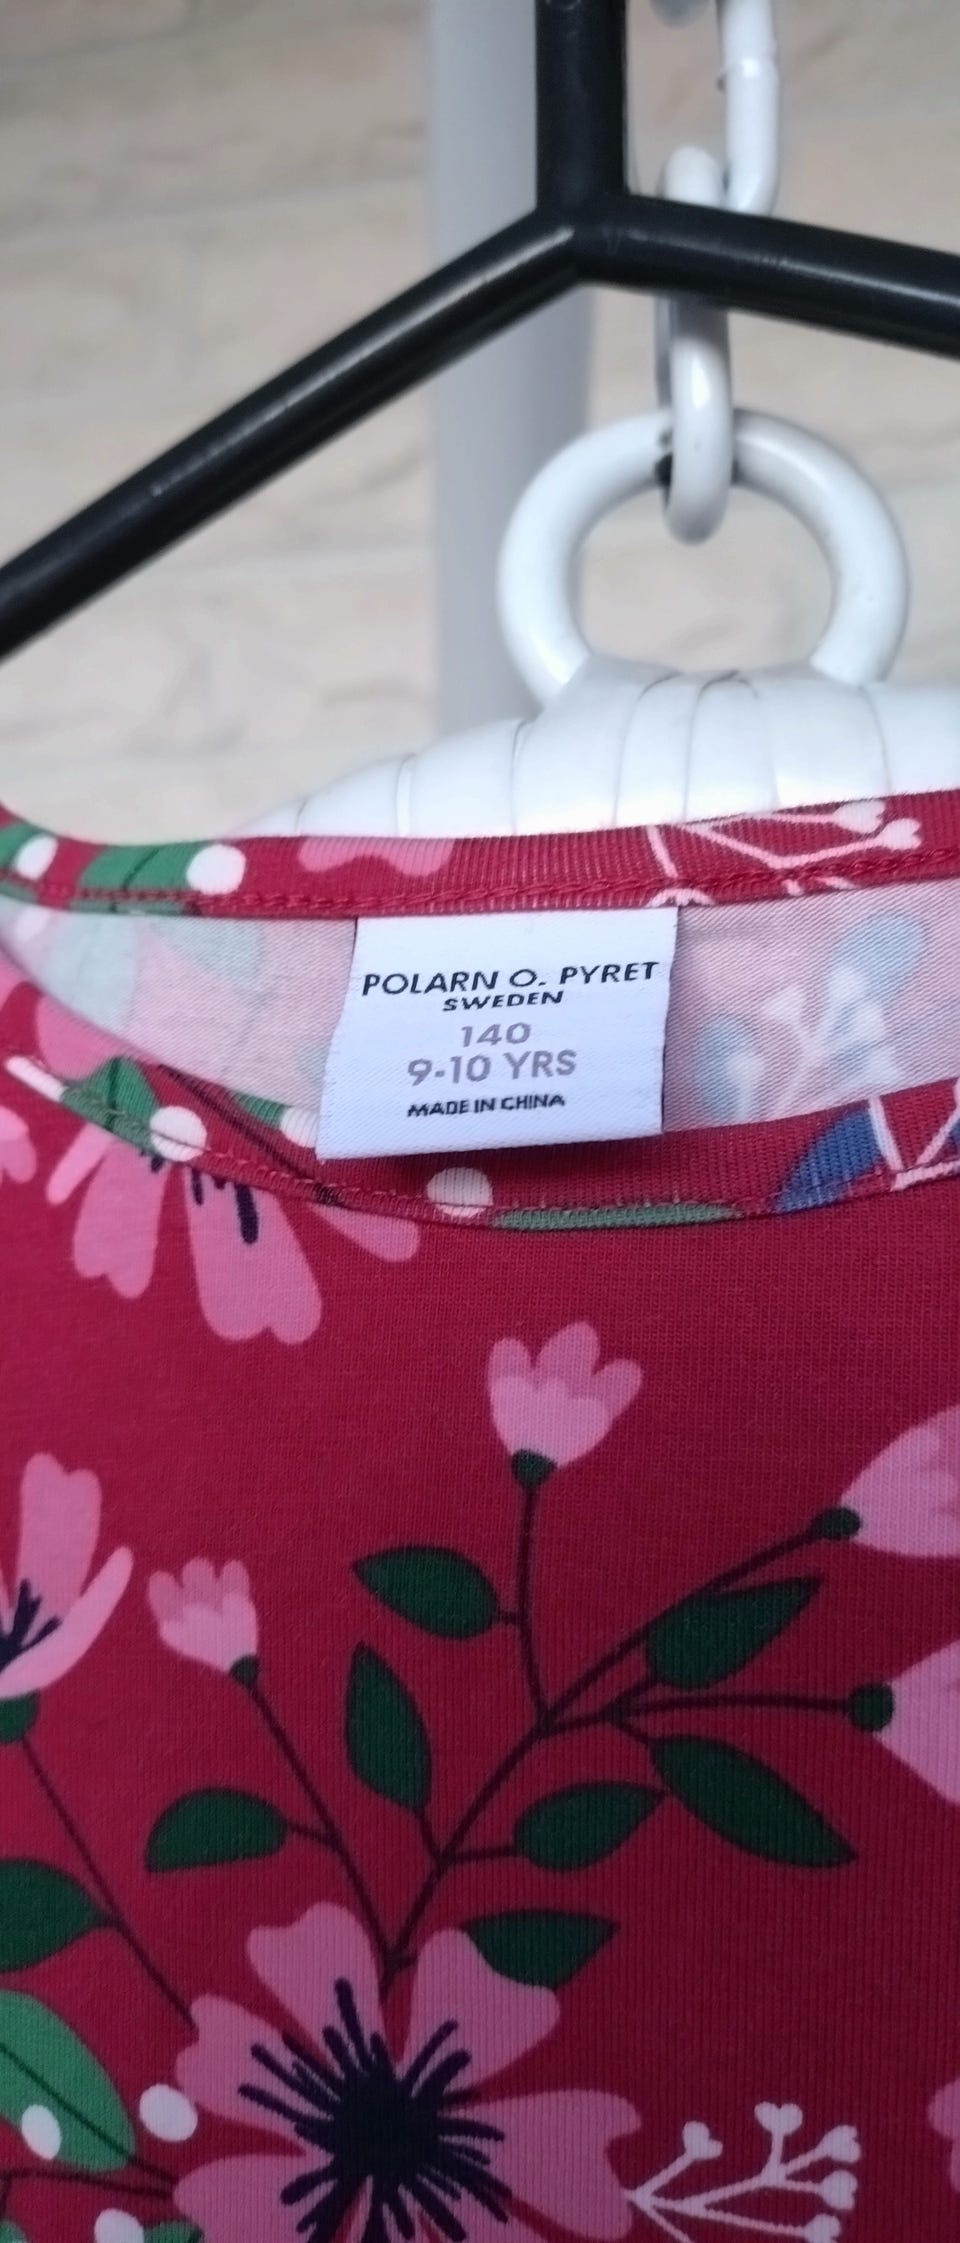 POLARN O. PYRET
SWEDEN
140
9-10 YRS
MADE IN CHINA